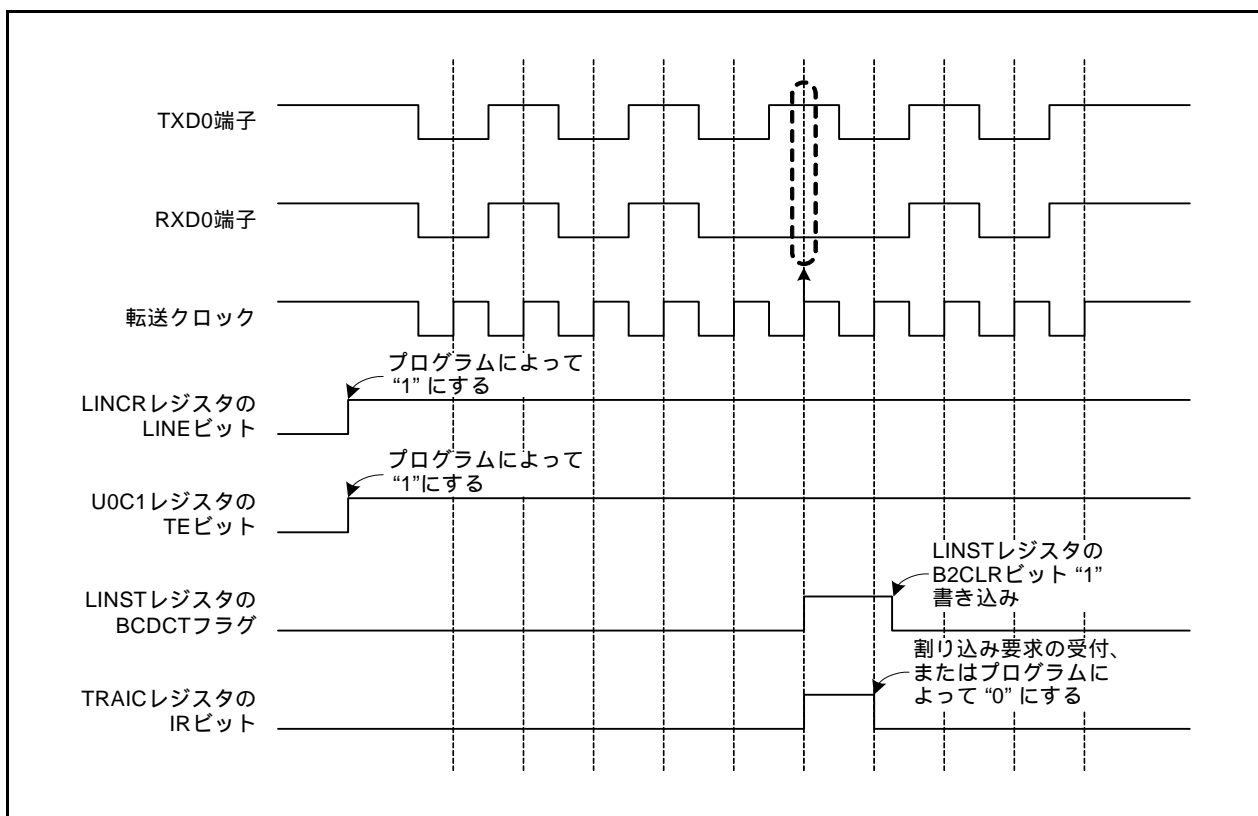 TXD0端子
RXD0端子
転送クロック
プログラムによって
“1” にする
LINCRレジスタの
LINEビット
プログラムによって
“1”にする
U0C1レジスタの
TEビット
LINSTレジスタの
B2CLRビット “1”
書き込み
LINSTレジスタの
BCDCTフラグ
割り込み要求の受付、
またはプログラムに
よって “0” にする
TRAICレジスタの
IRビット